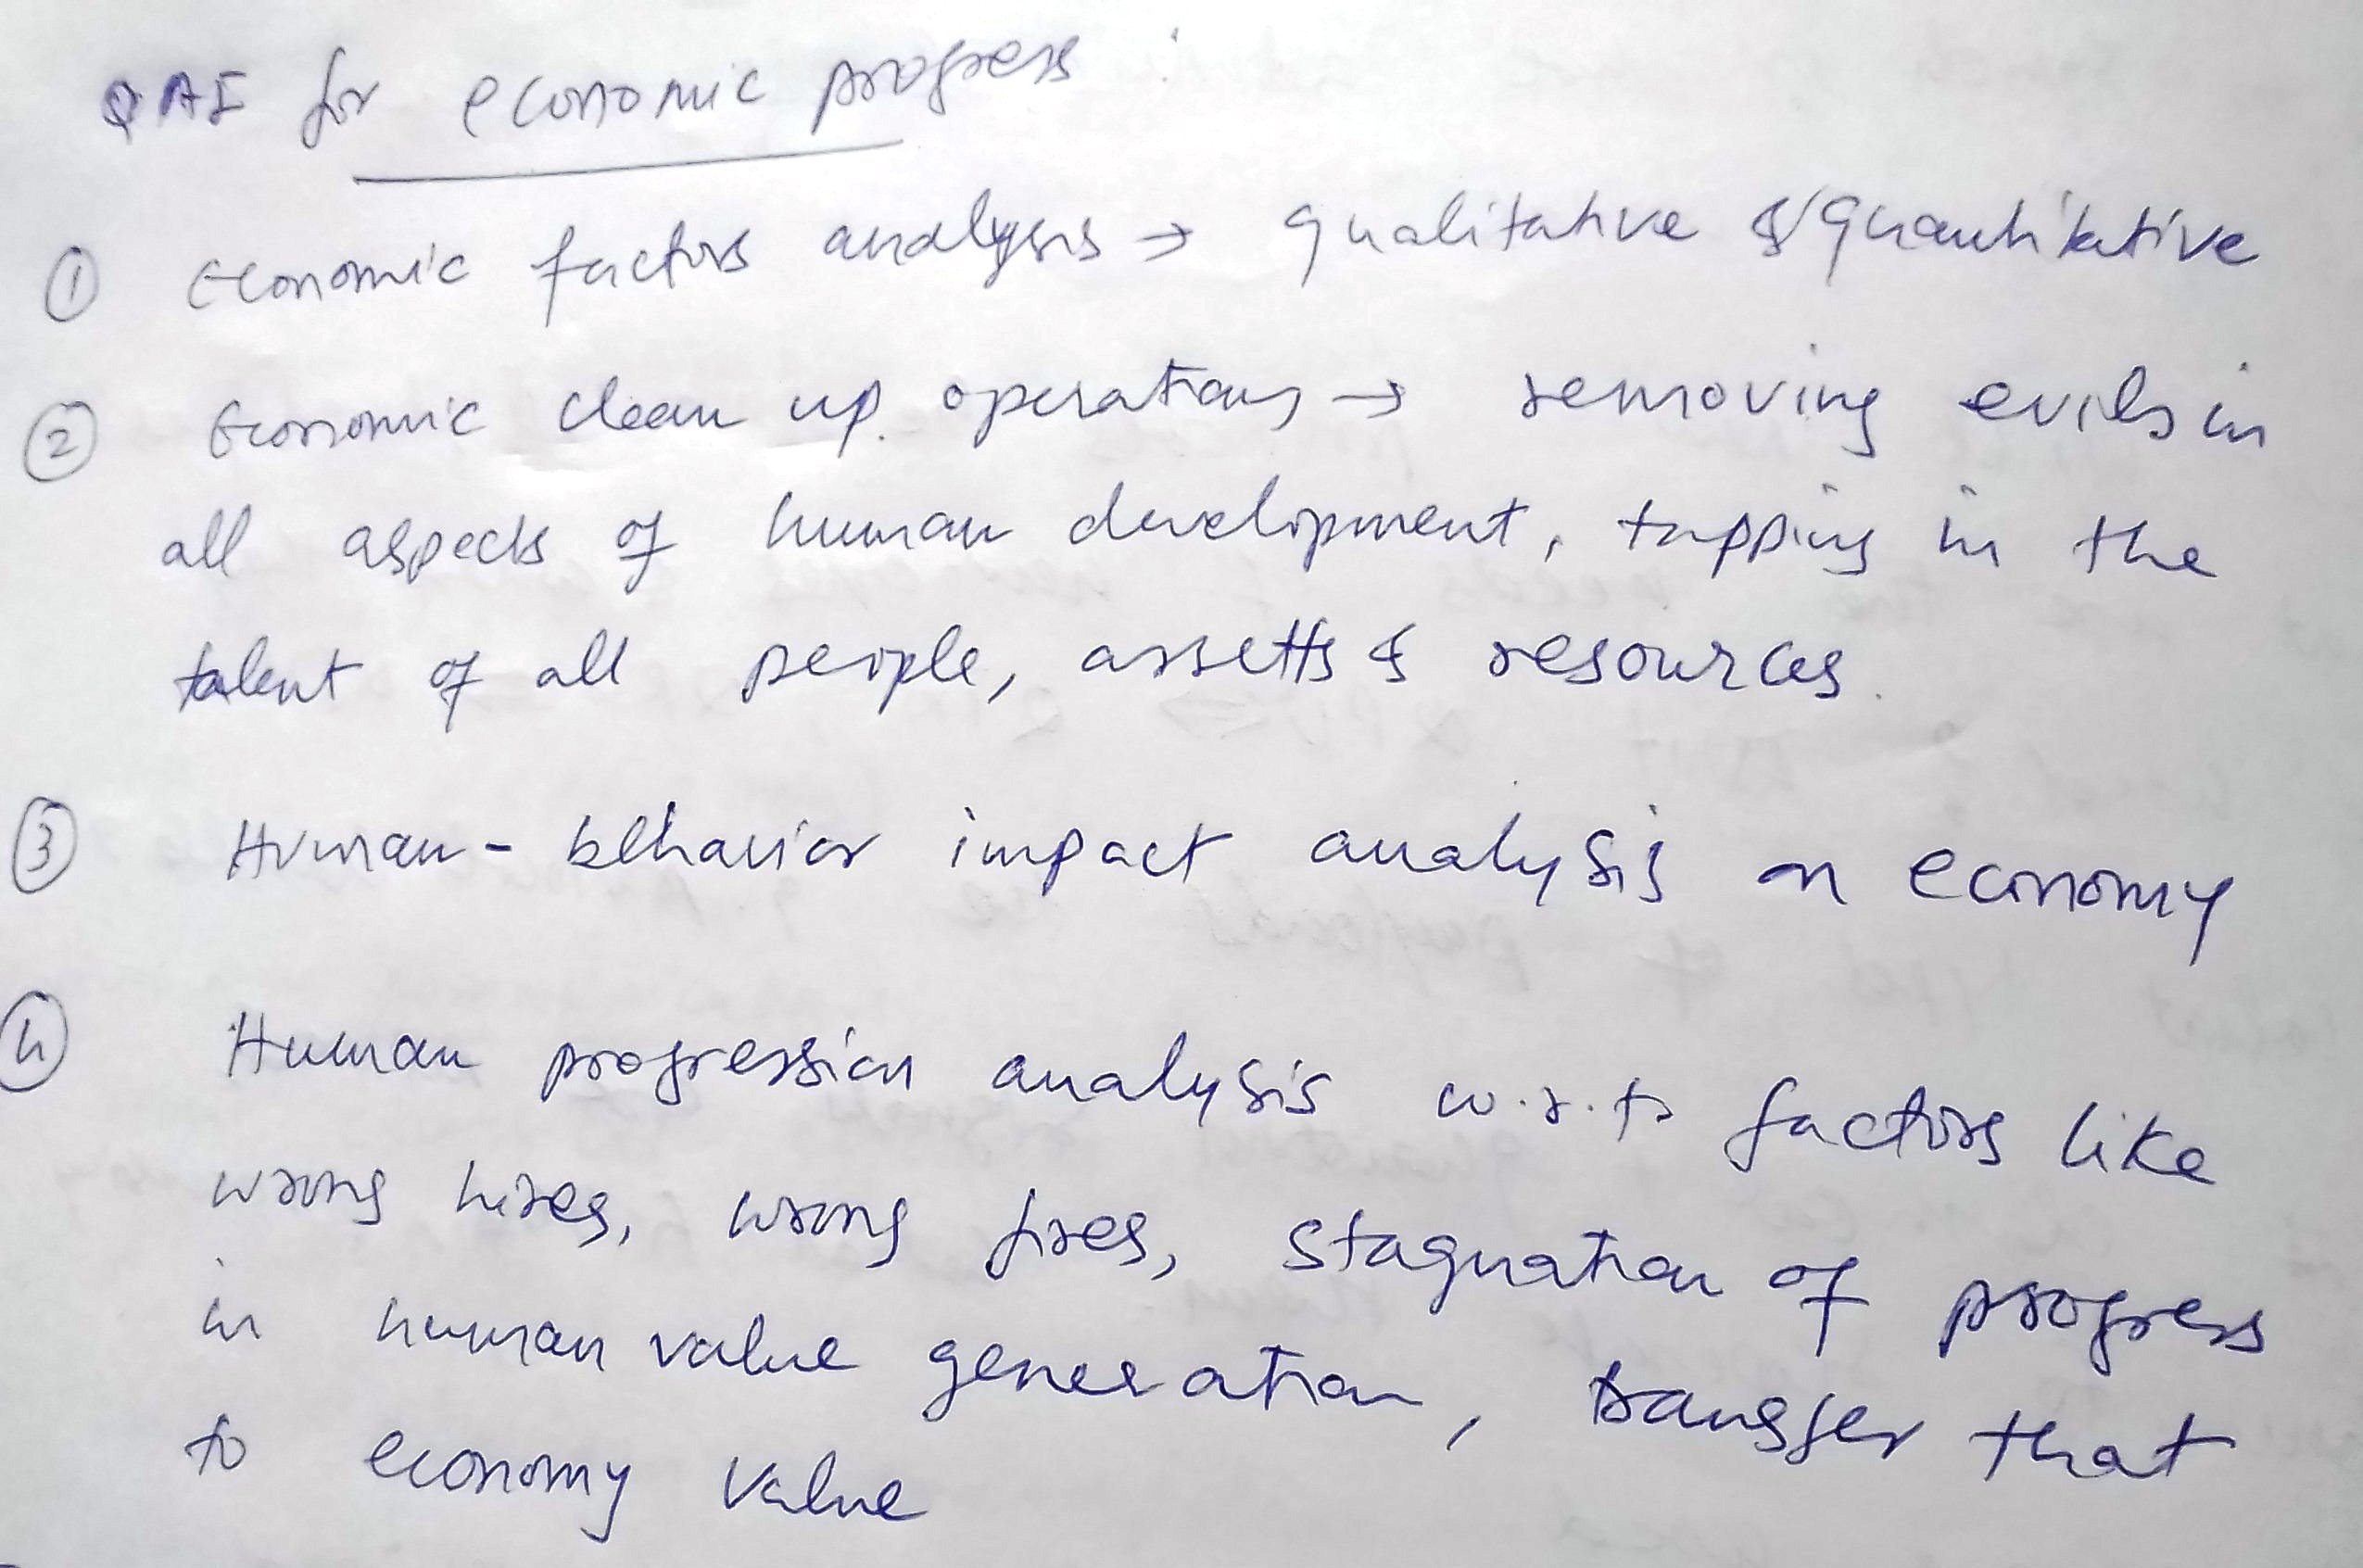 QAI for economic progress :
① Economic factors analysis → qualitative & quantitative
② Economic clean up operations → removing evils in
all aspects of human development, tapping in the
talent of all people, assetts & resources.
③ Human - behavior impact analysis on economy
④ Human progression analysis w.r.to factors like
wrong hires, wrong fires, stagnation of progress
in human value generation, transfer that
to economy value